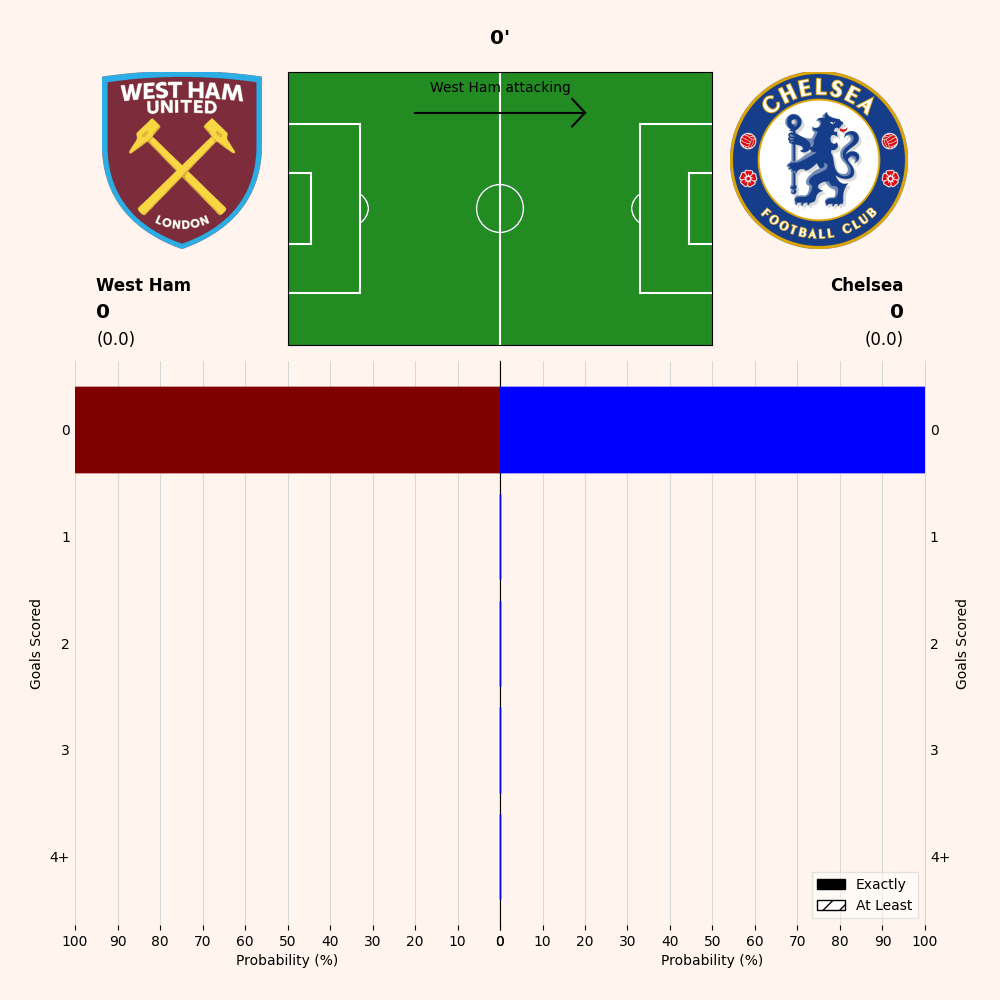 0'
WEST HAM
UNITED
LONDON
West Ham attacking
CHELSEA
FOOTBALL CLUB
West Ham
0
(0.0)
Chelsea
0
(0.0)
Goals Scored
0
1
2
3
4+
0
1
2
3
4+
Goals Scored
Exactly
At Least
100 90 80 70 60 50 40 30 20 10 0
0 10 20 30 40 50 60 70 80 90 100
Probability (%)
Probability (%)